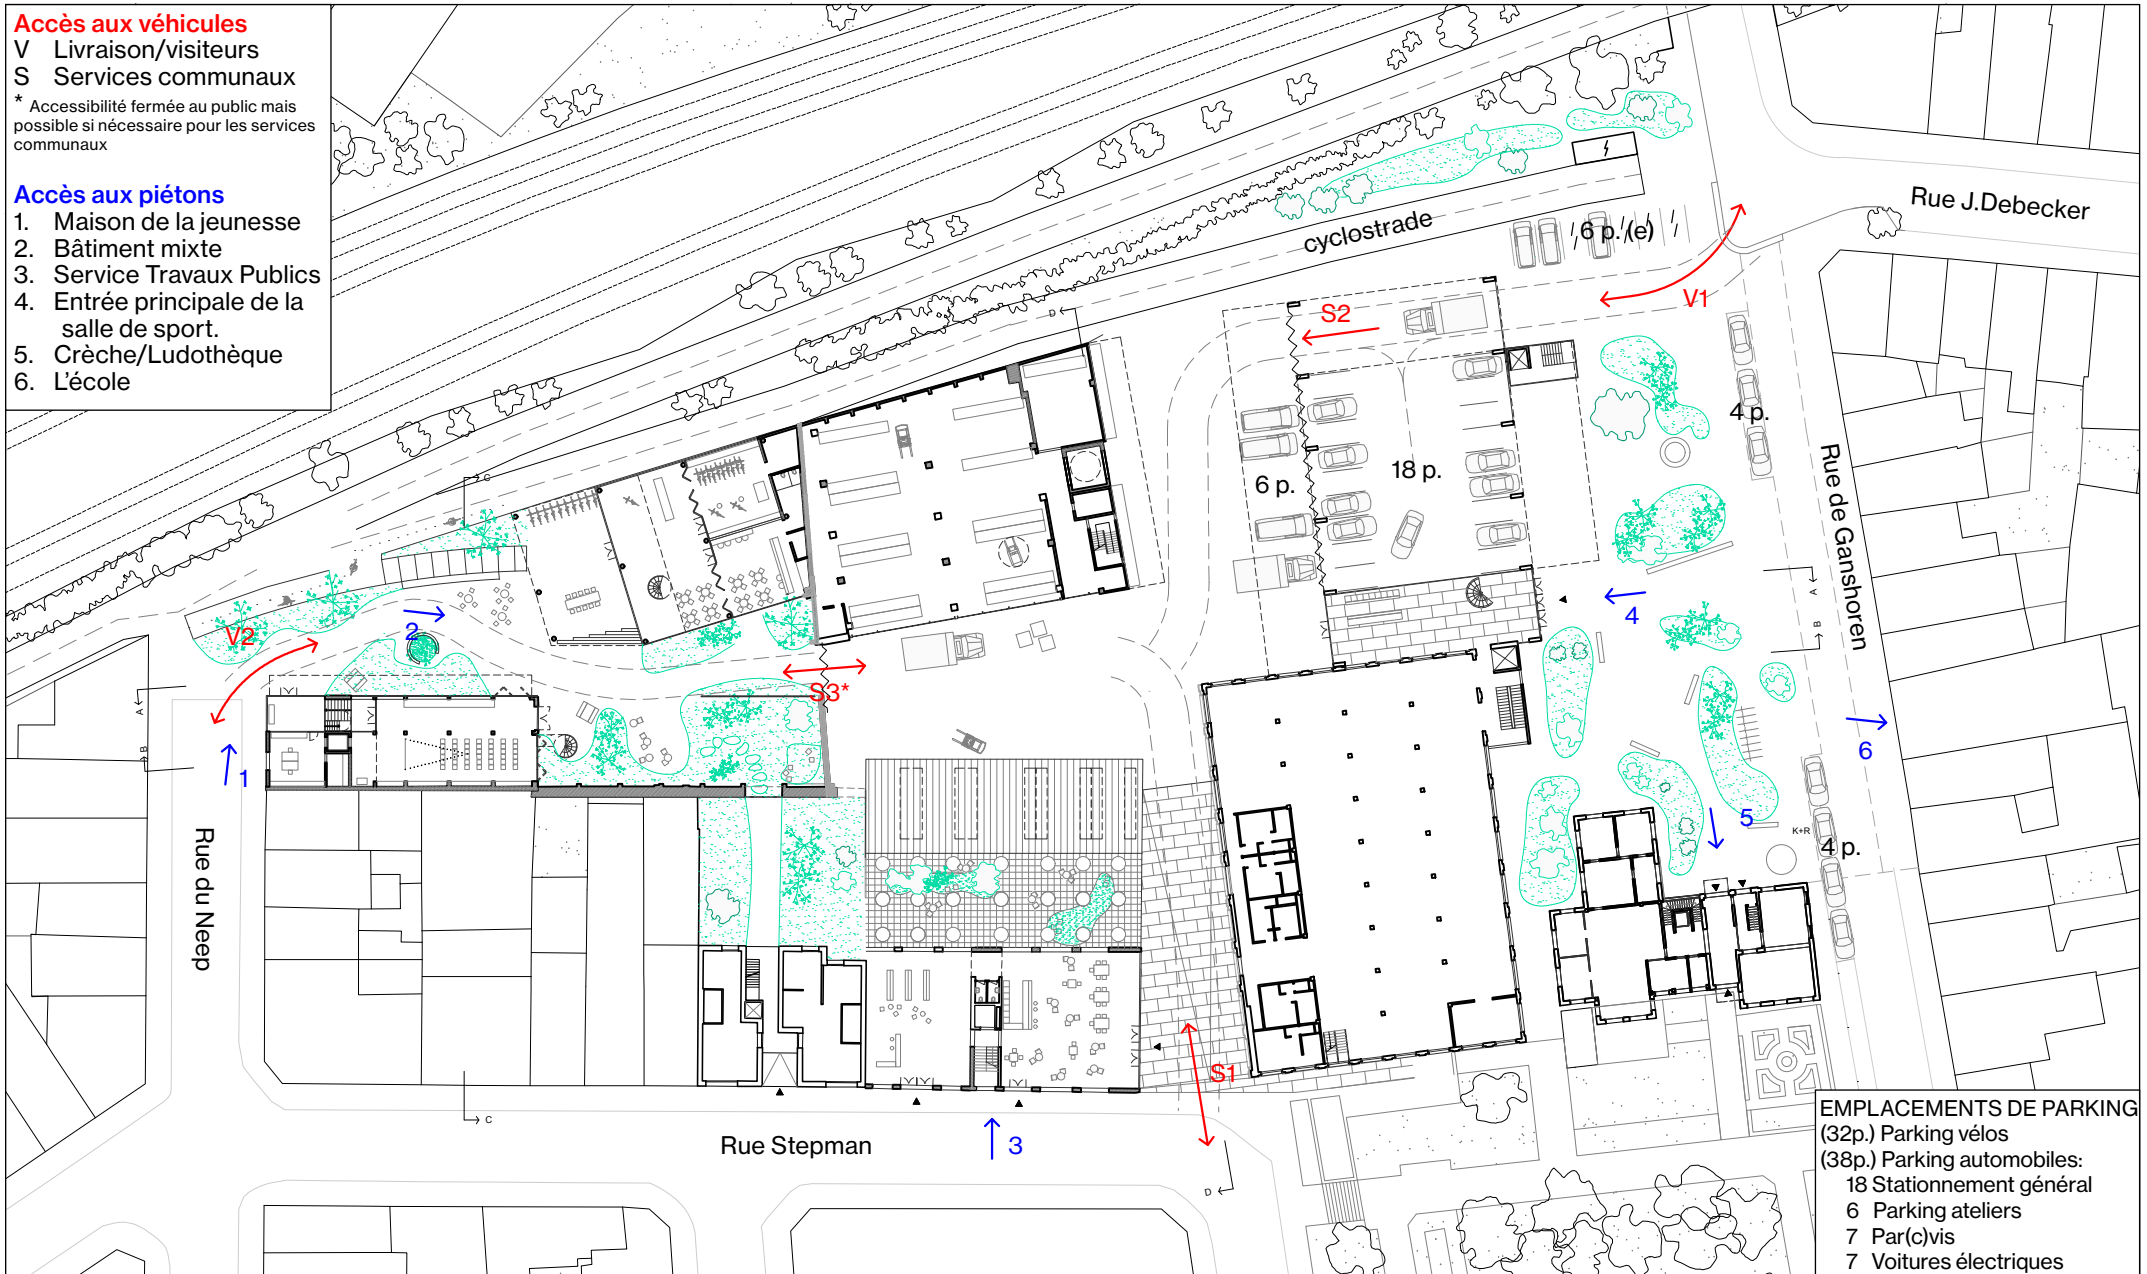 Accès aux véhicules
V Livraison/visiteurs
S Services communaux
* Accessibilité fermée au public mais
possible si nécessaire pour les services
communaux
Accès aux piétons
1. Maison de la jeunesse
2. Bâtiment mixte
3. Service Travaux Publics
4. Entrée principale de la
salle de sport.
5. Crèche/Ludothèque
6. L'école
Rue J.Debecker
cyclostrade
6 p. (e)
V1
S2
D
4 p.
18 p.
6 p.
Rue de Ganshoren
C
A
B
4
2
V2
S3*
A
B
1
6
5
K+R
4 p.
Rue du Neep
S1
C
Rue Stepman
3
D
EMPLACEMENTS DE PARKING
(32p.) Parking vélos
(38p.) Parking automobiles:
18 Stationnement général
6 Parking ateliers
7 Par(c)vis
7 Voitures électriques